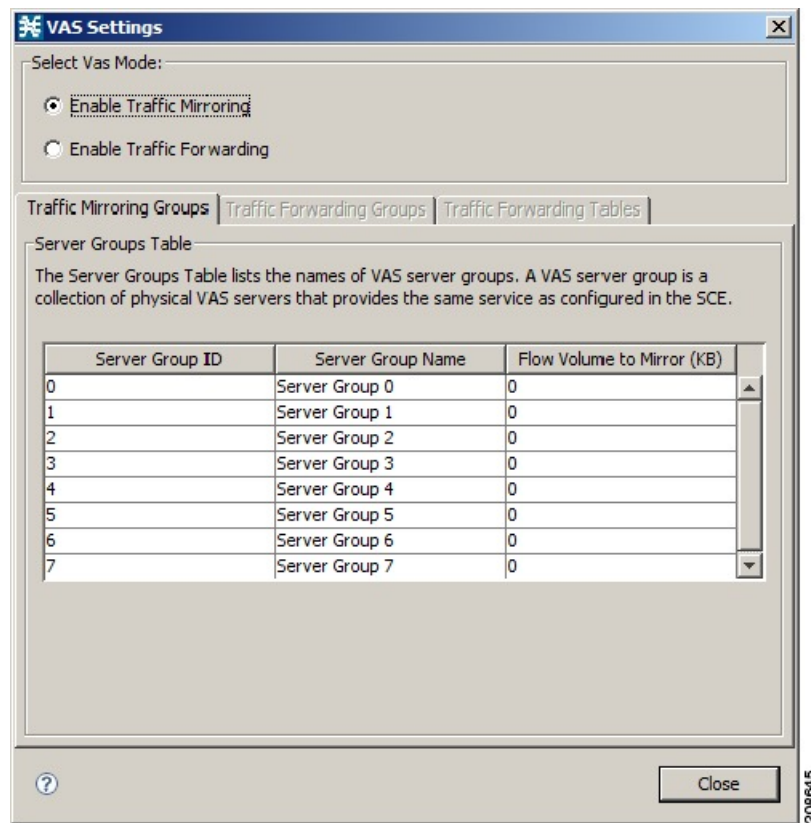 VAS Settings
Select Vas Mode:
Enable Traffic Mirroring
Enable Traffic Forwarding
Traffic Mirroring Groups Traffic Forwarding Groups Traffic Forwarding Tables
Server Groups Table
The Server Groups Table lists the names of VAS server groups. A VAS server group is a
collection of physical VAS servers that provides the same service as configured in the SCE.
Server Group ID Server Group Name Flow Volume to Mirror (KB)
0 Server Group 0 0
1 Server Group 1 0
2 Server Group 2 0
3 Server Group 3 0
4 Server Group 4 0
5 Server Group 5 0
6 Server Group 6 0
7 Server Group 7 0
? Close
208645